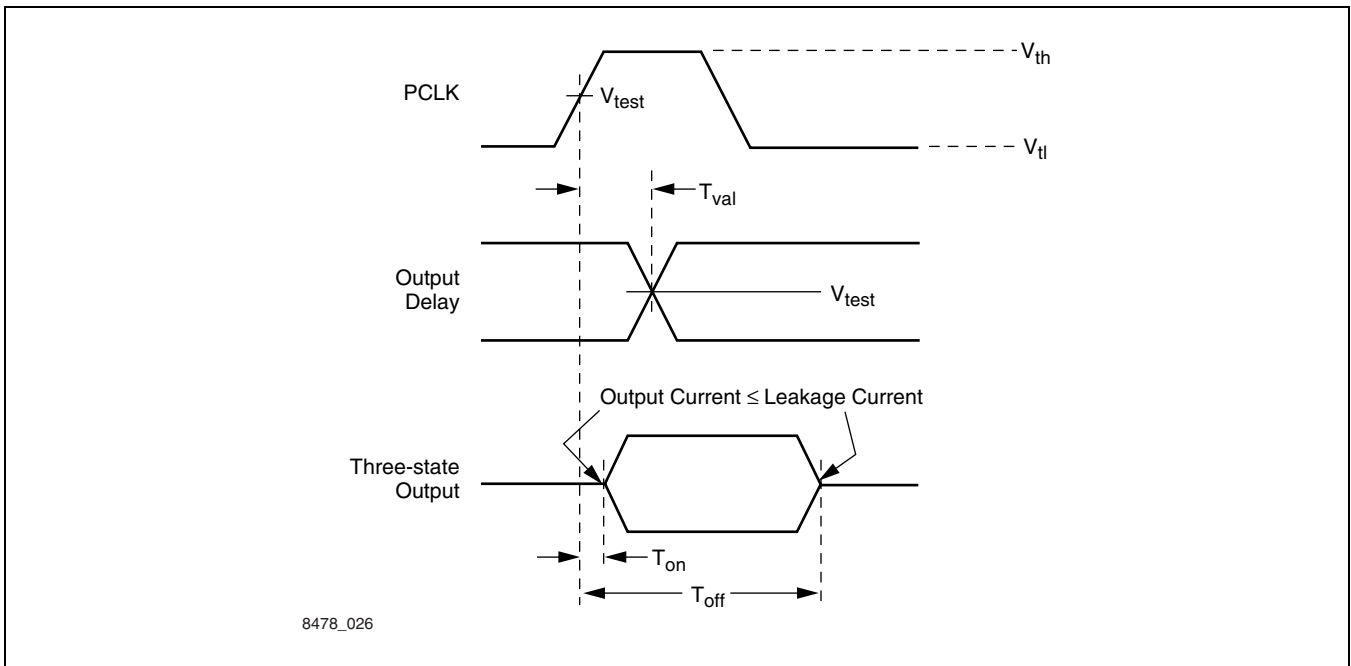 V_th
PCLK
V_test
V_tl
T_val
Output
Delay
V_test
Output Current ≤ Leakage Current
Three-state
Output
T_on
T_off
8478_026